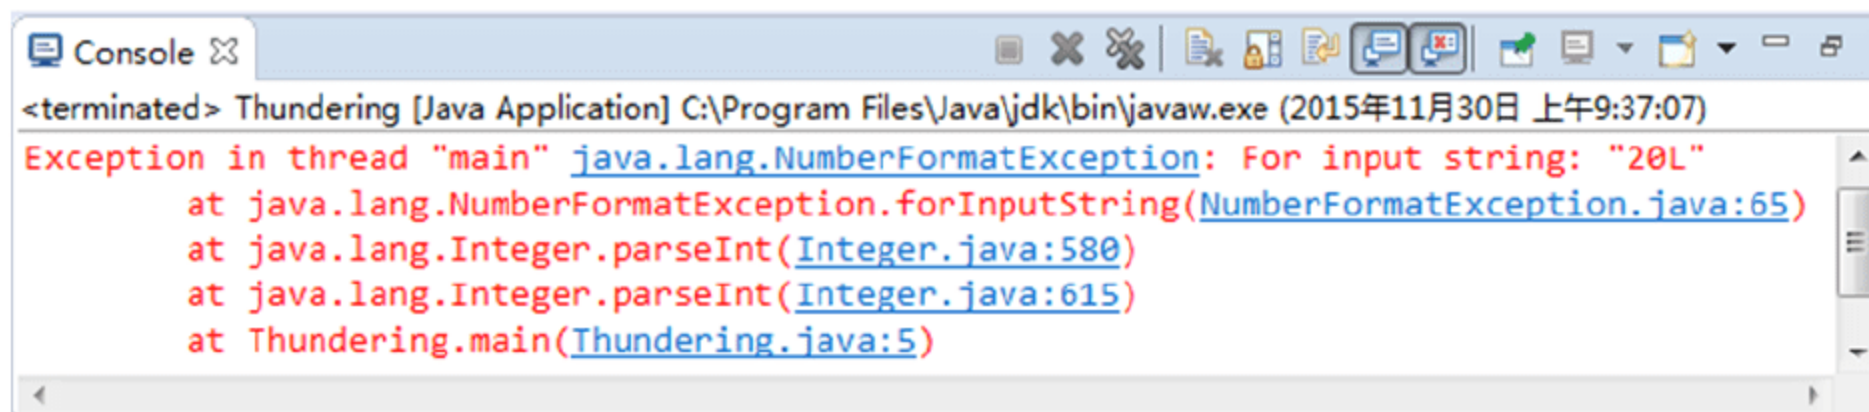 Console
<terminated> Thundering [Java Application] C:\Program Files\Java\jdk\bin\javaw.exe (2015年11月30日 上午9:37:07)
Exception in thread "main" java.lang.NumberFormatException: For input string: "20L"
at java.lang.NumberFormatException.forInputString(NumberFormatException.java:65)
at java.lang.Integer.parseInt(Integer.java:580)
at java.lang.Integer.parseInt(Integer.java:615)
at Thundering.main(Thundering.java:5)